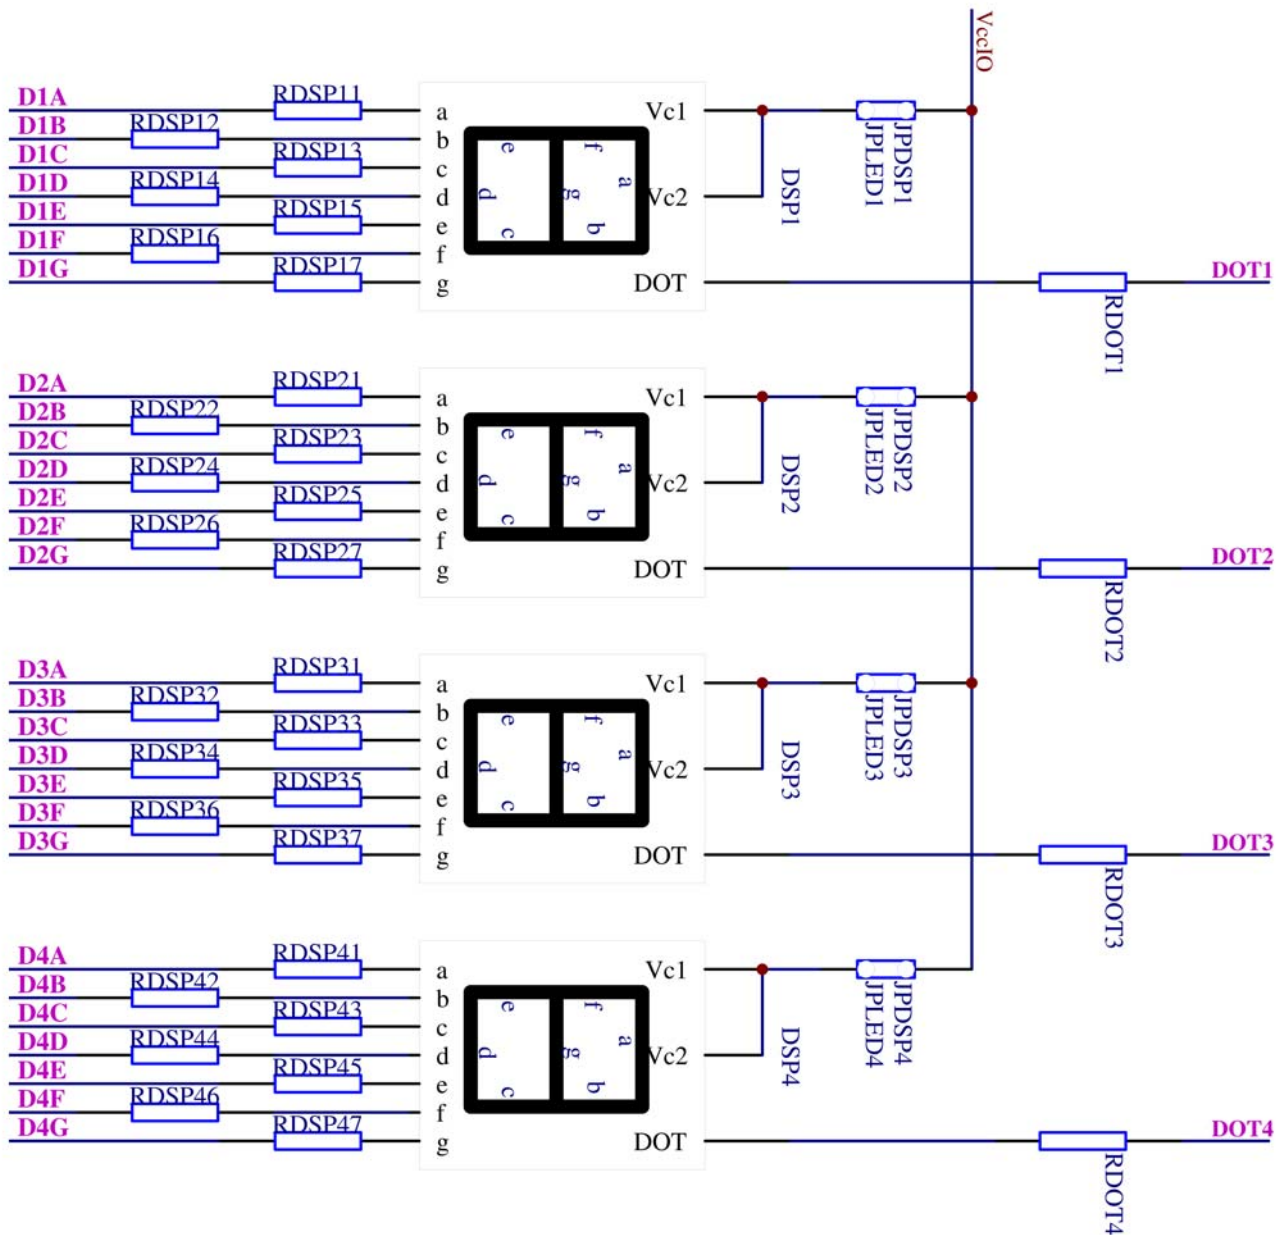 VccIO
D1A
RDSP11
a
Vc1
D1B
RDSP12
b
D1C
RDSP13
c
D1D
RDSP14
d
Vc2
D1E
RDSP15
e
D1F
RDSP16
f
D1G
RDSP17
g
DOT
e
f
a
d
g
c
b
DSP1
JPLED1
JPDSP1
DOT1
RDOT1
D2A
RDSP21
a
Vc1
D2B
RDSP22
b
D2C
RDSP23
c
D2D
RDSP24
d
Vc2
D2E
RDSP25
e
D2F
RDSP26
f
D2G
RDSP27
g
DOT
e
f
a
d
g
c
b
DSP2
JPLED2
JPDSP2
DOT2
RDOT2
D3A
RDSP31
a
Vc1
D3B
RDSP32
b
D3C
RDSP33
c
D3D
RDSP34
d
Vc2
D3E
RDSP35
e
D3F
RDSP36
f
D3G
RDSP37
g
DOT
e
f
a
d
g
c
b
DSP3
JPLED3
JPDSP3
DOT3
RDOT3
D4A
RDSP41
a
Vc1
D4B
RDSP42
b
D4C
RDSP43
c
D4D
RDSP44
d
Vc2
D4E
RDSP45
e
D4F
RDSP46
f
D4G
RDSP47
g
DOT
e
f
a
d
g
c
b
DSP4
JPLED4
JPDSP4
DOT4
RDOT4